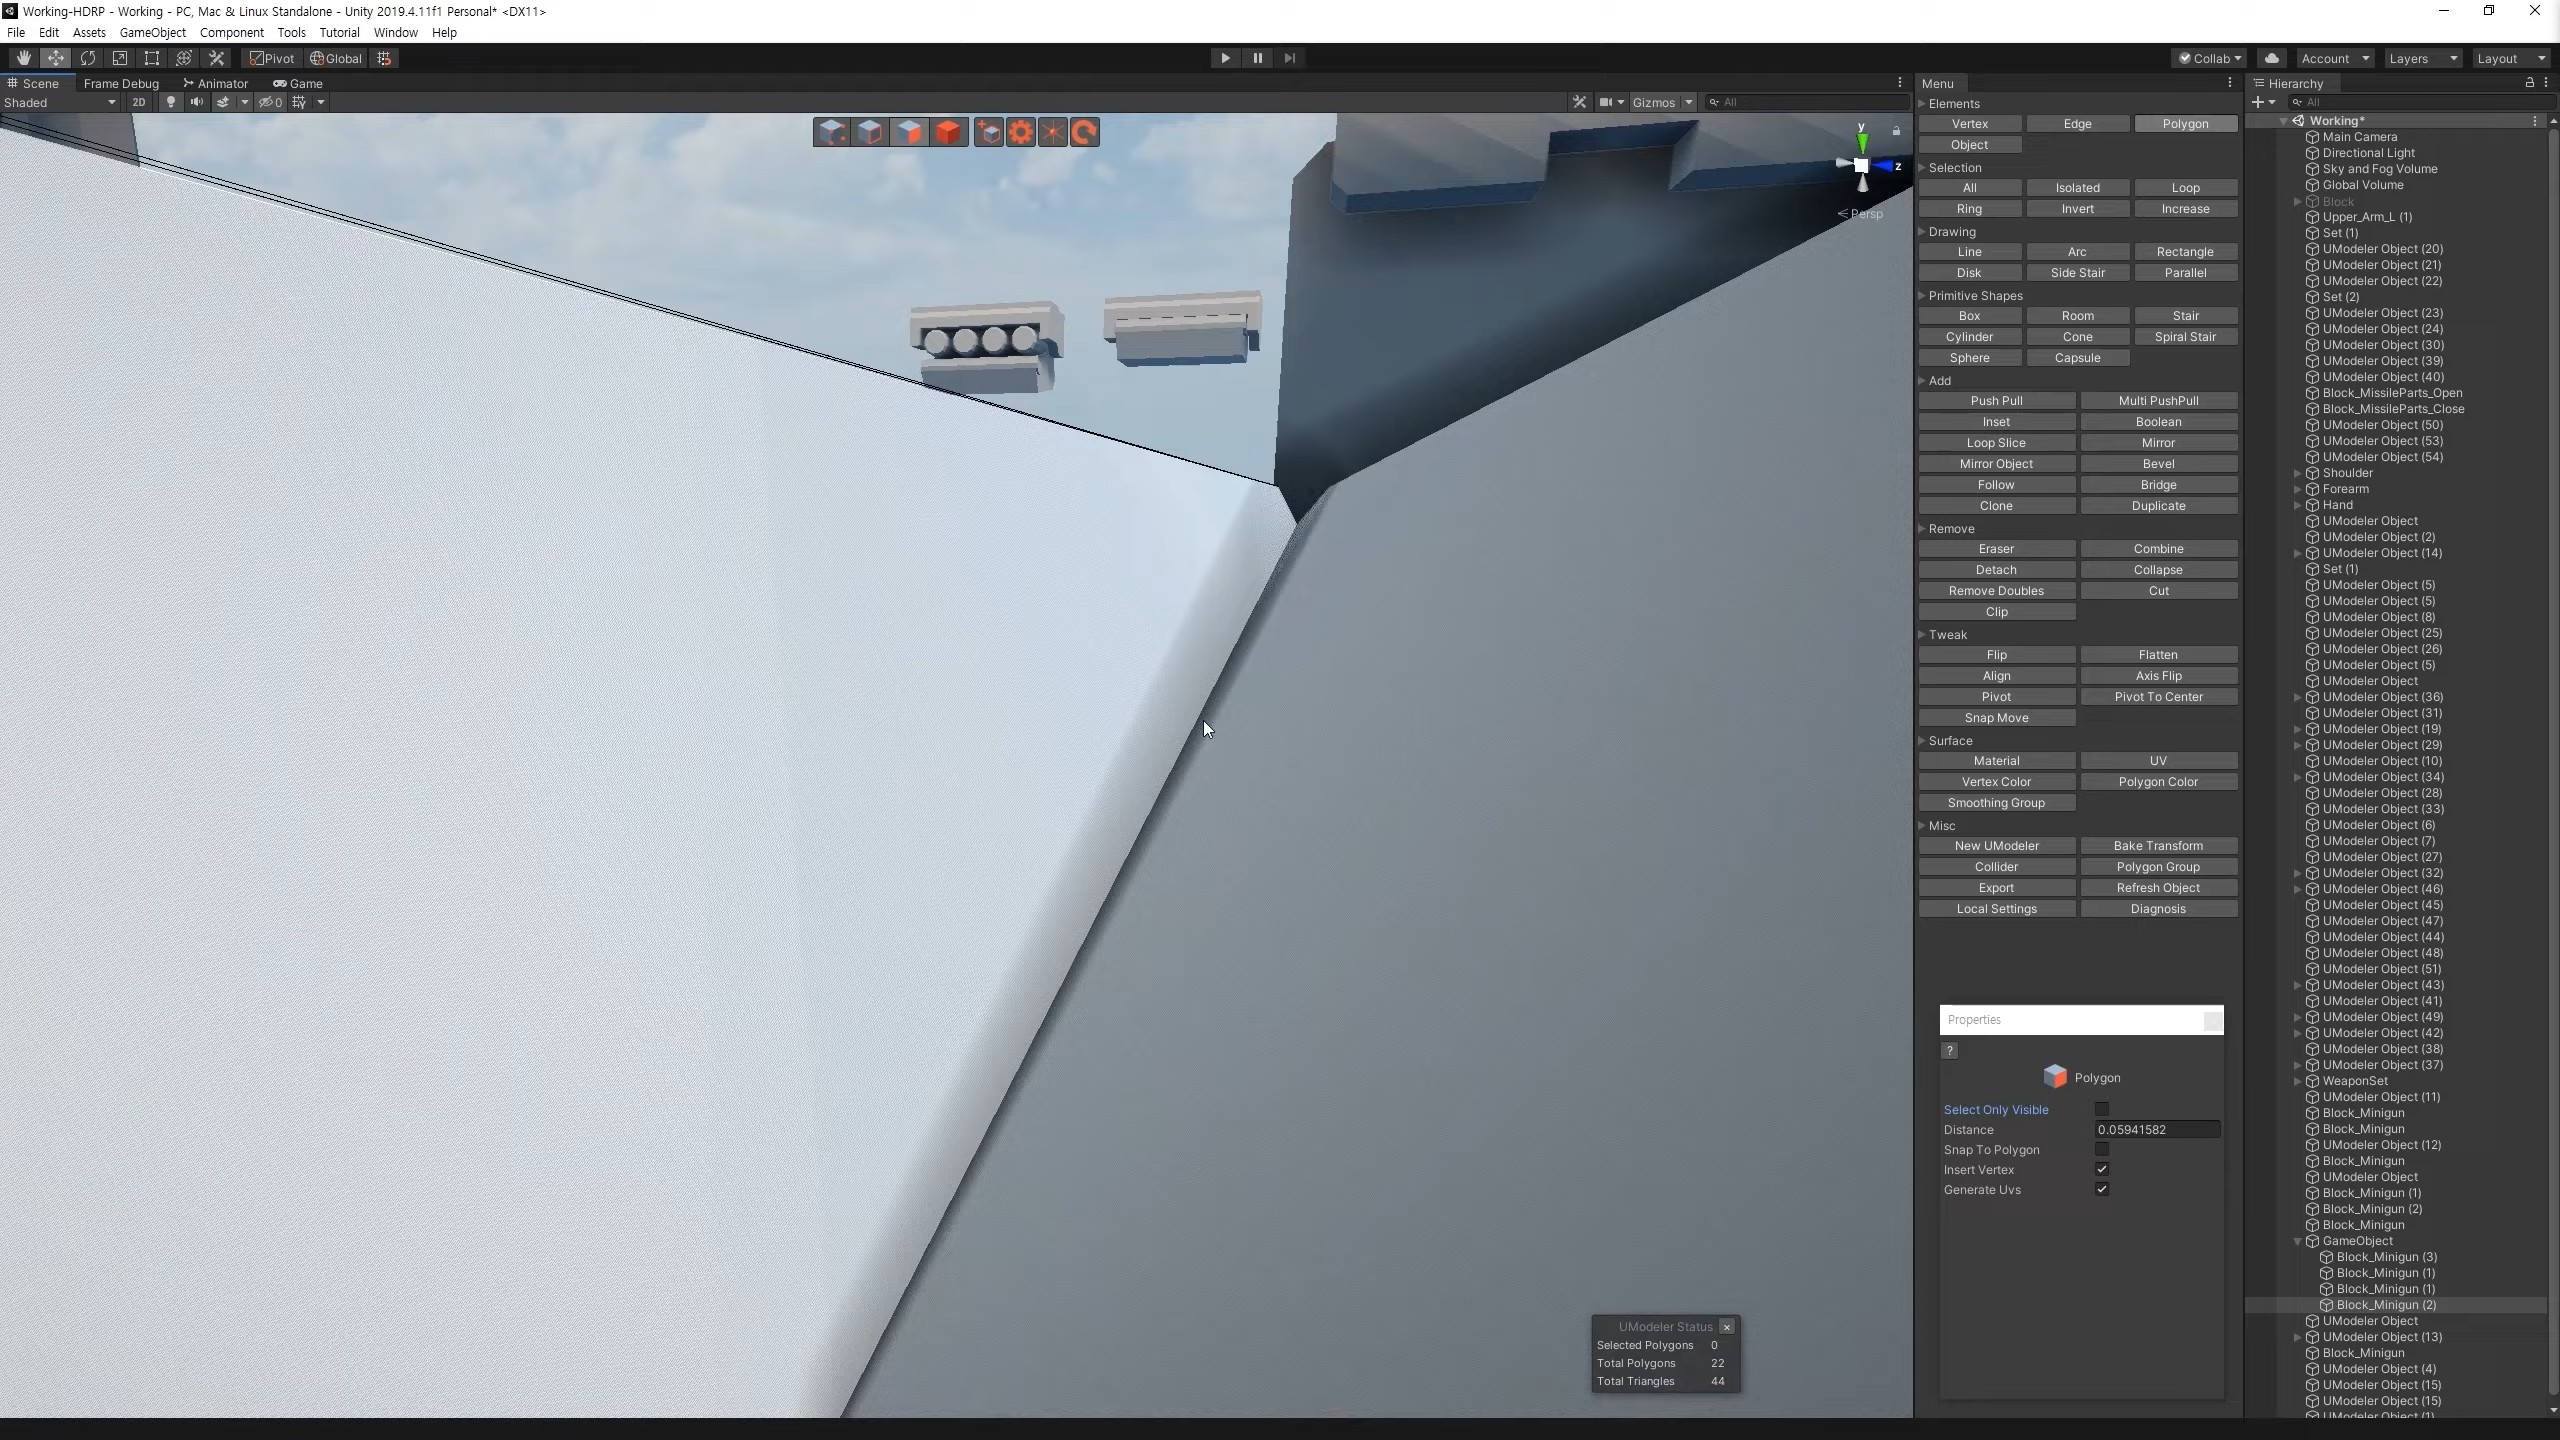 Working-HDRP - Working - PC, Mac & Linux Standalone - Unity 2019.4.11f1 Personal* <DX11>
File Edit Assets GameObject Component Tools Tutorial Window Help
Pivot Global Collab Account Layers Layout
Scene Frame Debug Animator Game
Shaded 2D 0 Gizmos All
y
z
Persp
Menu
Elements
Vertex Edge Polygon
Object
Selection
All Isolated Loop
Ring Invert Increase
Drawing
Line Arc Rectangle
Disk Side Stair Parallel
Primitive Shapes
Box Room Stair
Cylinder Cone Spiral Stair
Sphere Capsule
Add
Push Pull Multi PushPull
Inset Boolean
Loop Slice Mirror
Mirror Object Bevel
Follow Bridge
Clone Duplicate
Remove
Eraser Combine
Detach Collapse
Remove Doubles Cut
Clip
Tweak
Flip Flatten
Align Axis Flip
Pivot Pivot To Center
Snap Move
Surface
Material UV
Vertex Color Polygon Color
Smoothing Group
Misc
New UModeler Bake Transform
Collider Polygon Group
Export Refresh Object
Local Settings Diagnosis
Properties
?
Polygon
Select Only Visible
Distance 0.05941582
Snap To Polygon
Insert Vertex
Generate Uvs
UModeler Status x
Selected Polygons 0
Total Polygons 22
Total Triangles 44
Hierarchy
All
Working*
Main Camera
Directional Light
Sky and Fog Volume
Global Volume
Block
Upper_Arm_L (1)
Set (1)
UModeler Object (20)
UModeler Object (21)
UModeler Object (22)
Set (2)
UModeler Object (23)
UModeler Object (24)
UModeler Object (30)
UModeler Object (39)
UModeler Object (40)
Block_MissileParts_Open
Block_MissileParts_Close
UModeler Object (50)
UModeler Object (53)
UModeler Object (54)
Shoulder
Forearm
Hand
UModeler Object
UModeler Object (2)
UModeler Object (14)
Set (1)
UModeler Object (5)
UModeler Object (5)
UModeler Object (8)
UModeler Object (25)
UModeler Object (26)
UModeler Object (5)
UModeler Object
UModeler Object (36)
UModeler Object (31)
UModeler Object (19)
UModeler Object (29)
UModeler Object (10)
UModeler Object (34)
UModeler Object (28)
UModeler Object (33)
UModeler Object (6)
UModeler Object (7)
UModeler Object (27)
UModeler Object (32)
UModeler Object (46)
UModeler Object (45)
UModeler Object (47)
UModeler Object (44)
UModeler Object (48)
UModeler Object (51)
UModeler Object (43)
UModeler Object (41)
UModeler Object (49)
UModeler Object (42)
UModeler Object (38)
UModeler Object (37)
WeaponSet
UModeler Object (11)
Block_Minigun
Block_Minigun
UModeler Object (12)
Block_Minigun
UModeler Object
Block_Minigun (1)
Block_Minigun (2)
Block_Minigun
GameObject
Block_Minigun (3)
Block_Minigun (1)
Block_Minigun (1)
Block_Minigun (2)
UModeler Object
UModeler Object (13)
Block_Minigun
UModeler Object (4)
UModeler Object (15)
UModeler Object (15)
UModeler Object (1)